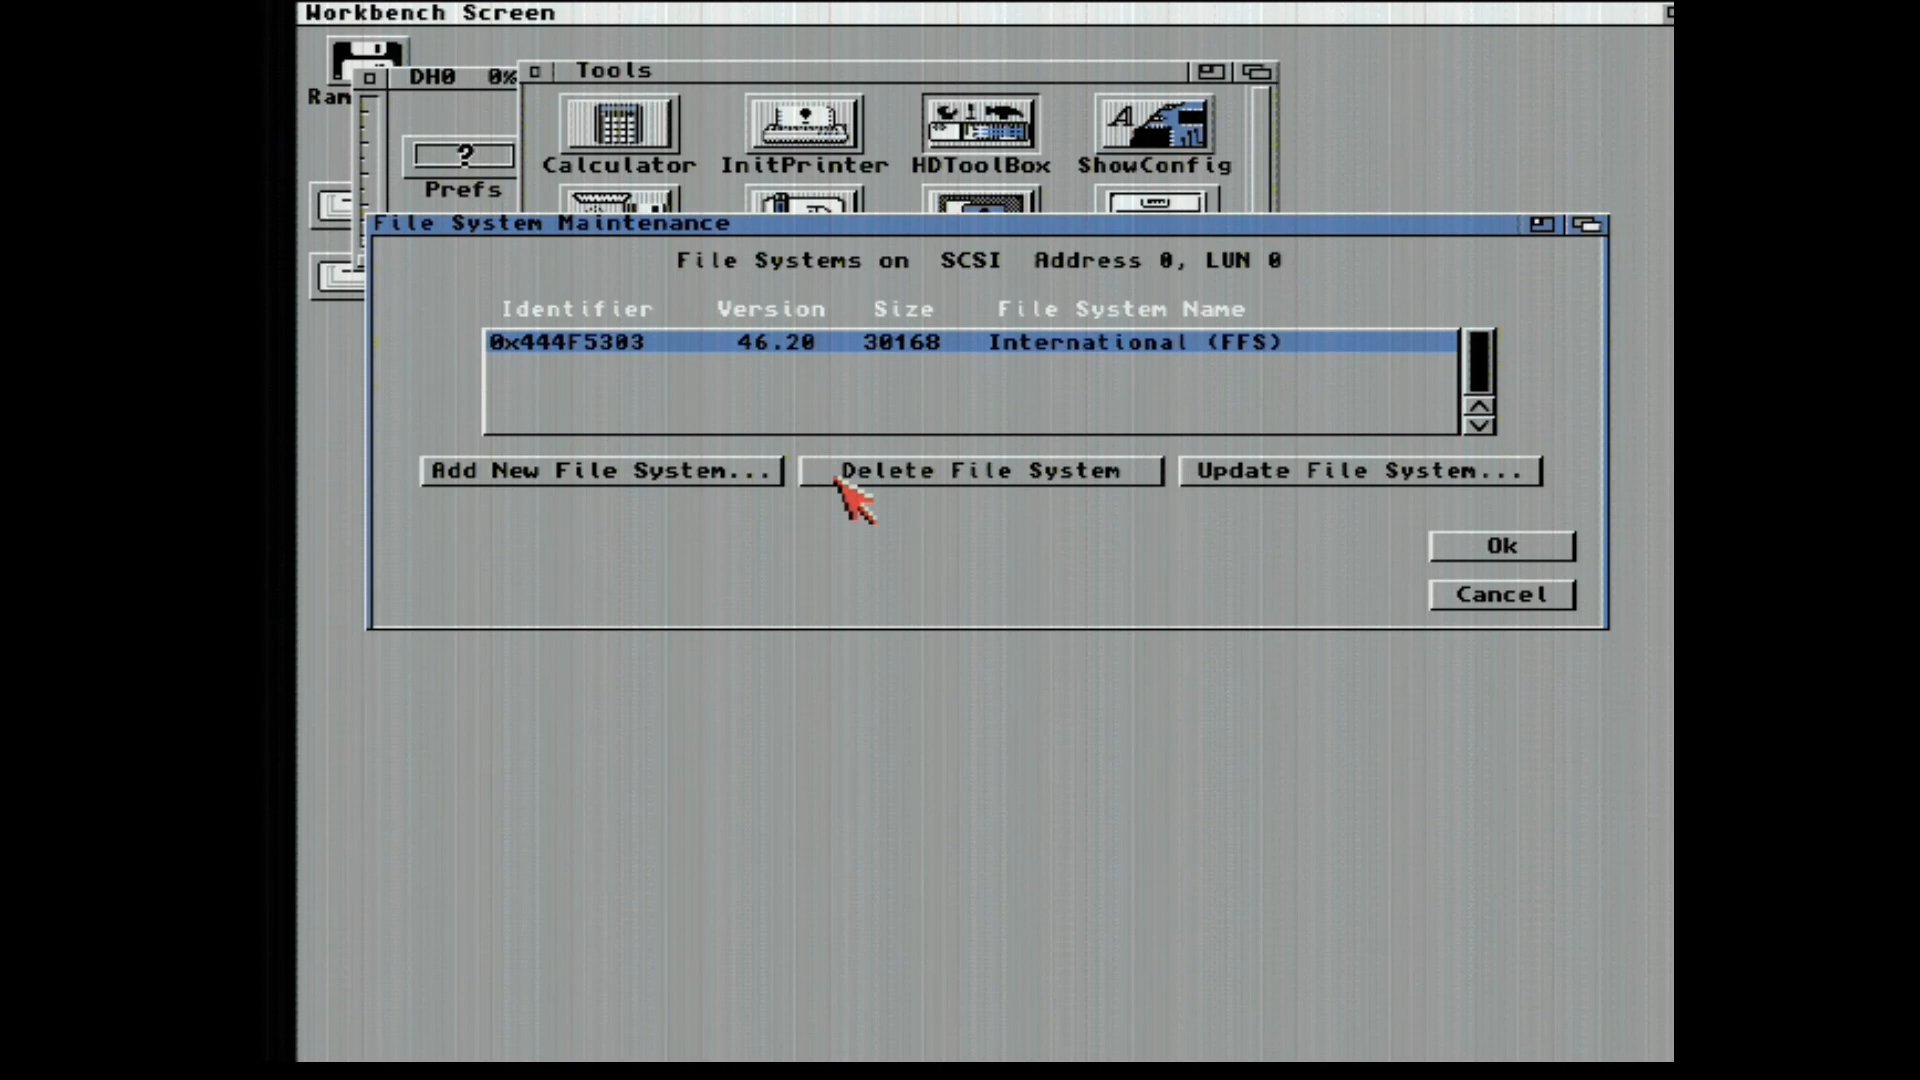 Workbench Screen
Ram
DH0 0%
Tools
Calculator
InitPrinter
HDToolBox
ShowConfig
?
Prefs
File System Maintenance
File Systems on SCSI Address 0, LUN 0
Identifier Version Size File System Name
0x444F5303 46.20 30168 International (FFS)
Add New File System...
Delete File System
Update File System...
Ok
Cancel